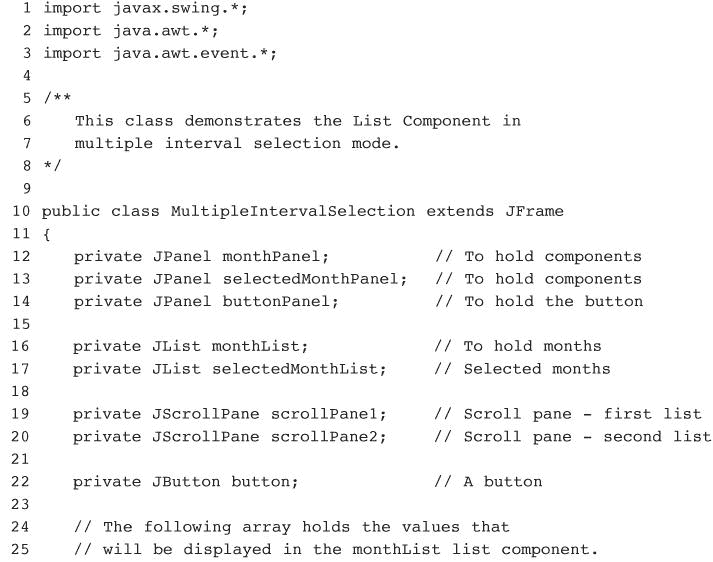 1 import javax.swing.*;
2 import java.awt.*;
3 import java.awt.event.*;
4
5 /**
6    This class demonstrates the List Component in
7    multiple interval selection mode.
8 */
9
10 public class MultipleIntervalSelection extends JFrame
11 {
12    private JPanel monthPanel;          // To hold components
13    private JPanel selectedMonthPanel;  // To hold components
14    private JPanel buttonPanel;         // To hold the button
15
16    private JList monthList;            // To hold months
17    private JList selectedMonthList;    // Selected months
18
19    private JScrollPane scrollPane1;    // Scroll pane - first list
20    private JScrollPane scrollPane2;    // Scroll pane - second list
21
22    private JButton button;             // A button
23
24    // The following array holds the values that
25    // will be displayed in the monthList list component.